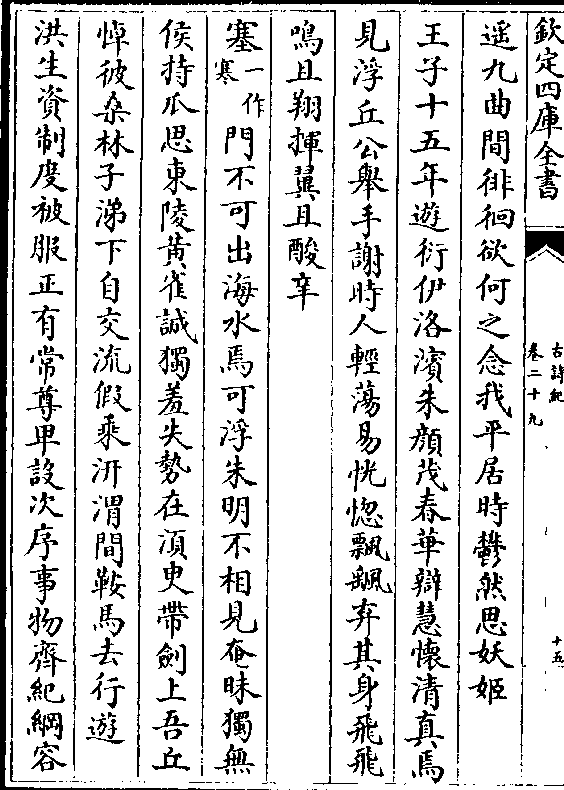 欽定四庫全書
古詩紀
卷二十九
十五
遥九曲間徘徊欲何之念我平居時鬱然思妖姬
王子十五年遊衍伊洛濱朱顔茂春華辯慧懐清真焉
見浮丘公舉手謝時人輕蕩易恍惚飄飖弃其身飛飛
鳴且翔揮翼且酸辛
塞一作寒門不可出海水焉可浮朱明不相見奄昧獨無
侯持瓜思東陵黄雀誠獨羞失勢在須臾帶劍上吾丘
悼彼桑林子涕下自交流假乘汧渭間鞍馬去行遊
洪生資制度被服正有常尊卑設次序事物齊紀綱容